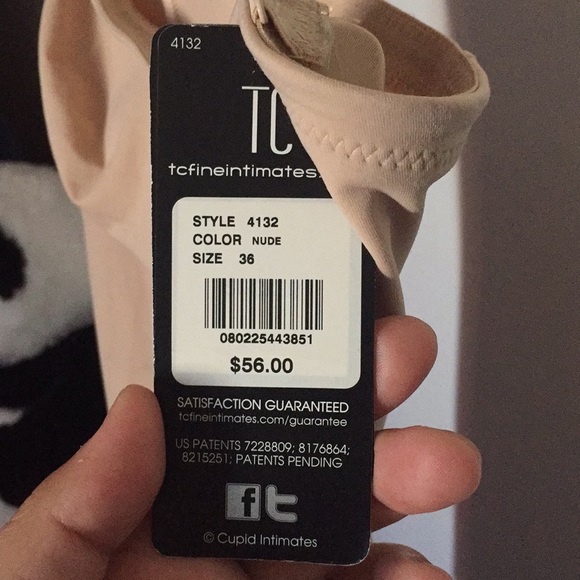 4132
TC
tcfineintimates.
STYLE 4132
COLOR NUDE
SIZE 36
080225443851
$56.00
SATISFACTION GUARANTEED
tcfineintimates.com/guarantee
US PATENTS 7228809; 8176864;
8215251; PATENTS PENDING
f t
© Cupid Intimates